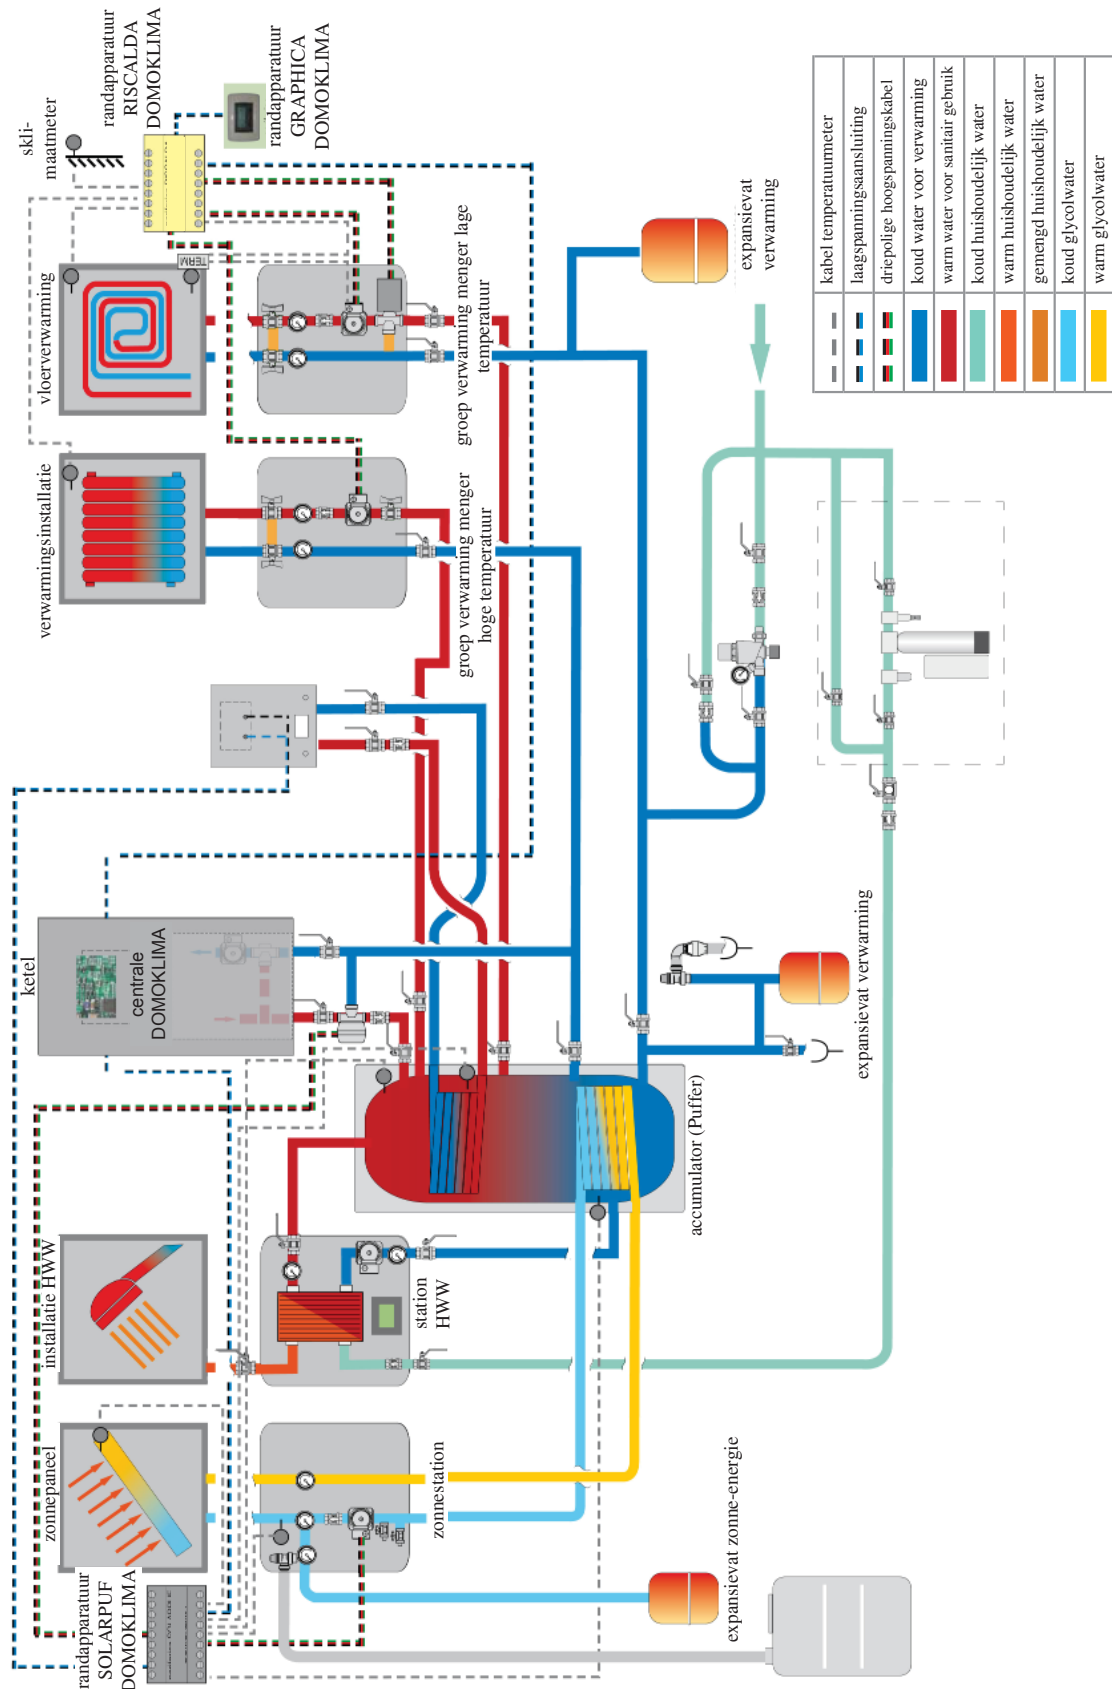 randapparatuur
SOLARPUF
DOMOKLIMA
zonnepaneel
installatie HWW
ketel
centrale
DOMOKLIMA
verwarmingsinstallatie
vloerverwarming
TERM
skli-
maatmeter
randapparatuur
RISCALDA
DOMOKLIMA
randapparatuur
GRAPHICA
DOMOKLIMA
zonnestation
station
HWW
groep verwarming menger
hoge temperatuur
groep verwarming menger lage
temperatuur
accumulator (Puffer)
expansievat zonne-energie
expansievat verwarming
expansievat
verwarming
kabel temperatuurmeter
laagspanningsaansluiting
driepolige hoogspanningskabel
koud water voor verwarming
warm water voor sanitair gebruik
koud huishoudelijk water
warm huishoudelijk water
gemengd huishoudelijk water
koud glycolwater
warm glycolwater